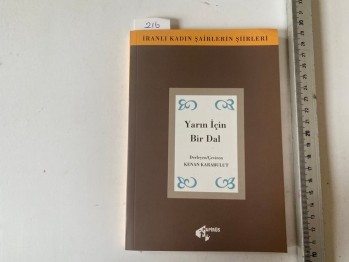 216
İRANLI KADIN ŞAİRLERİN ŞİİRLERİ
Yarın İçin
Bir Dal
Derleyen/Çeviren
KENAN KARABULUT